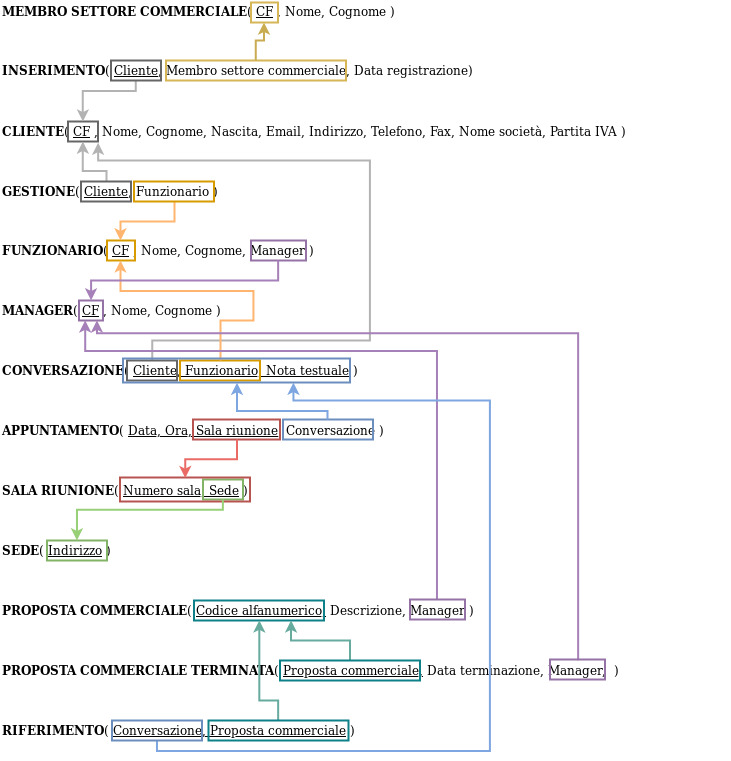 MEMBRO SETTORE COMMERCIALE( CF , Nome, Cognome )
INSERIMENTO( Cliente, Membro settore commerciale, Data registrazione)
CLIENTE( CF , Nome, Cognome, Nascita, Email, Indirizzo, Telefono, Fax, Nome società, Partita IVA )
GESTIONE( Cliente, Funzionario )
FUNZIONARIO( CF Nome, Cognome, Manager )
MANAGER( CF , Nome, Cognome )
CONVERSAZIONE( Cliente, Funzionario, Nota testuale )
APPUNTAMENTO( Data, Ora, Sala riunione, Conversazione )
SALA RIUNIONE( Numero sala, Sede )
SEDE( Indirizzo )
PROPOSTA COMMERCIALE( Codice alfanumerico, Descrizione, Manager )
PROPOSTA COMMERCIALE TERMINATA( Proposta commerciale, Data terminazione, Manager, )
RIFERIMENTO( Conversazione, Proposta commerciale )